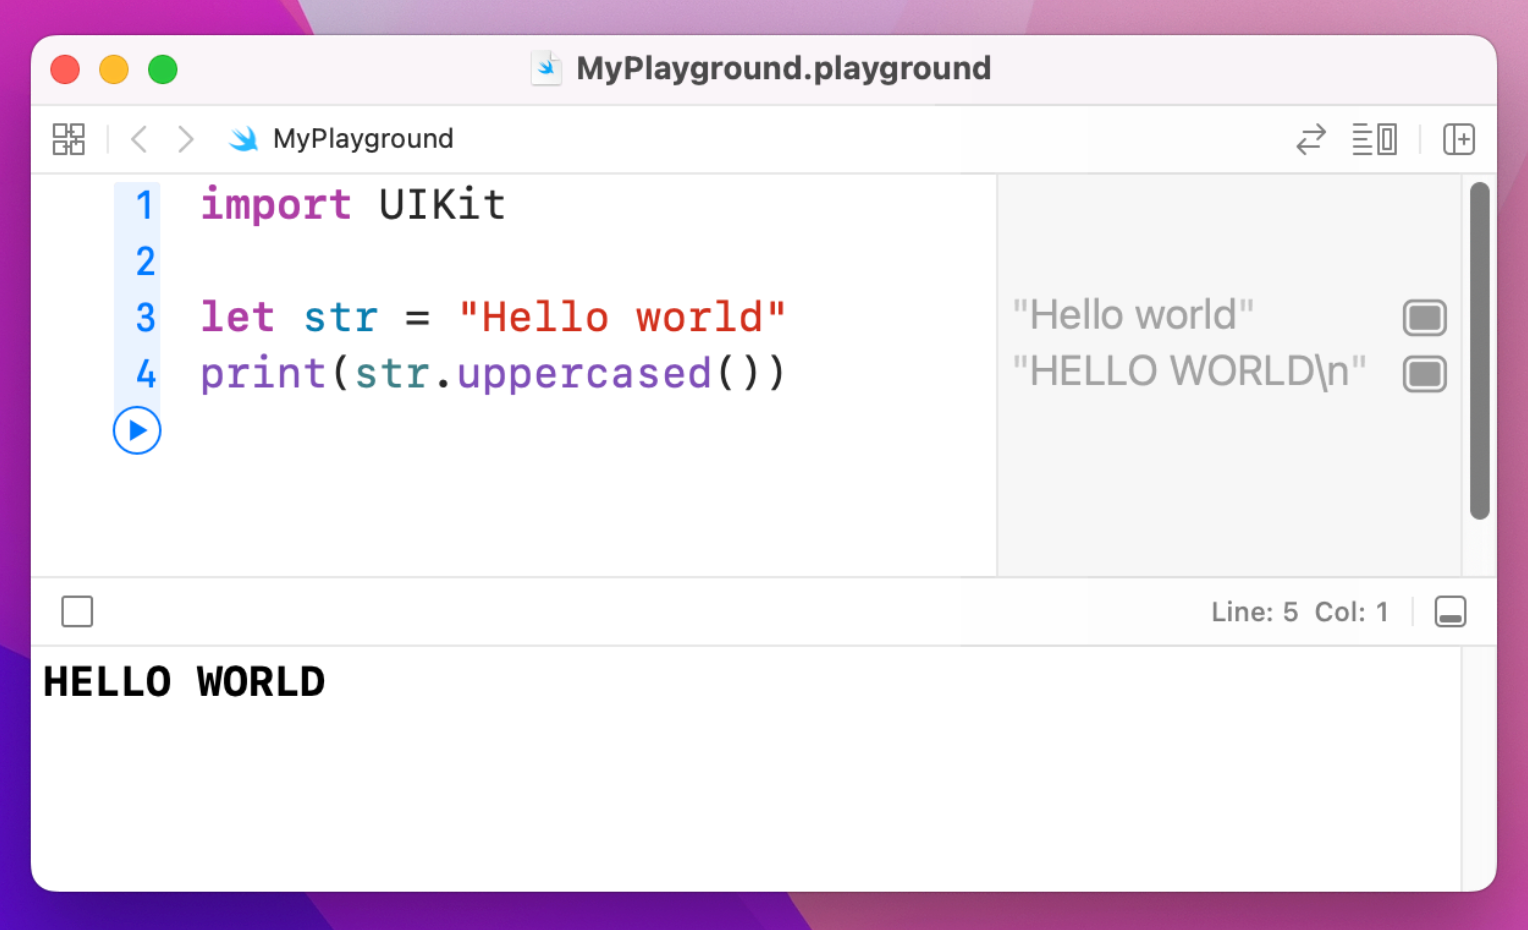 MyPlayground.playground
MyPlayground
1 import UIKit
2
3 let str = "Hello world"
"Hello world"
4 print(str.uppercased())
"HELLO WORLD\n"
Line: 5 Col: 1
HELLO WORLD